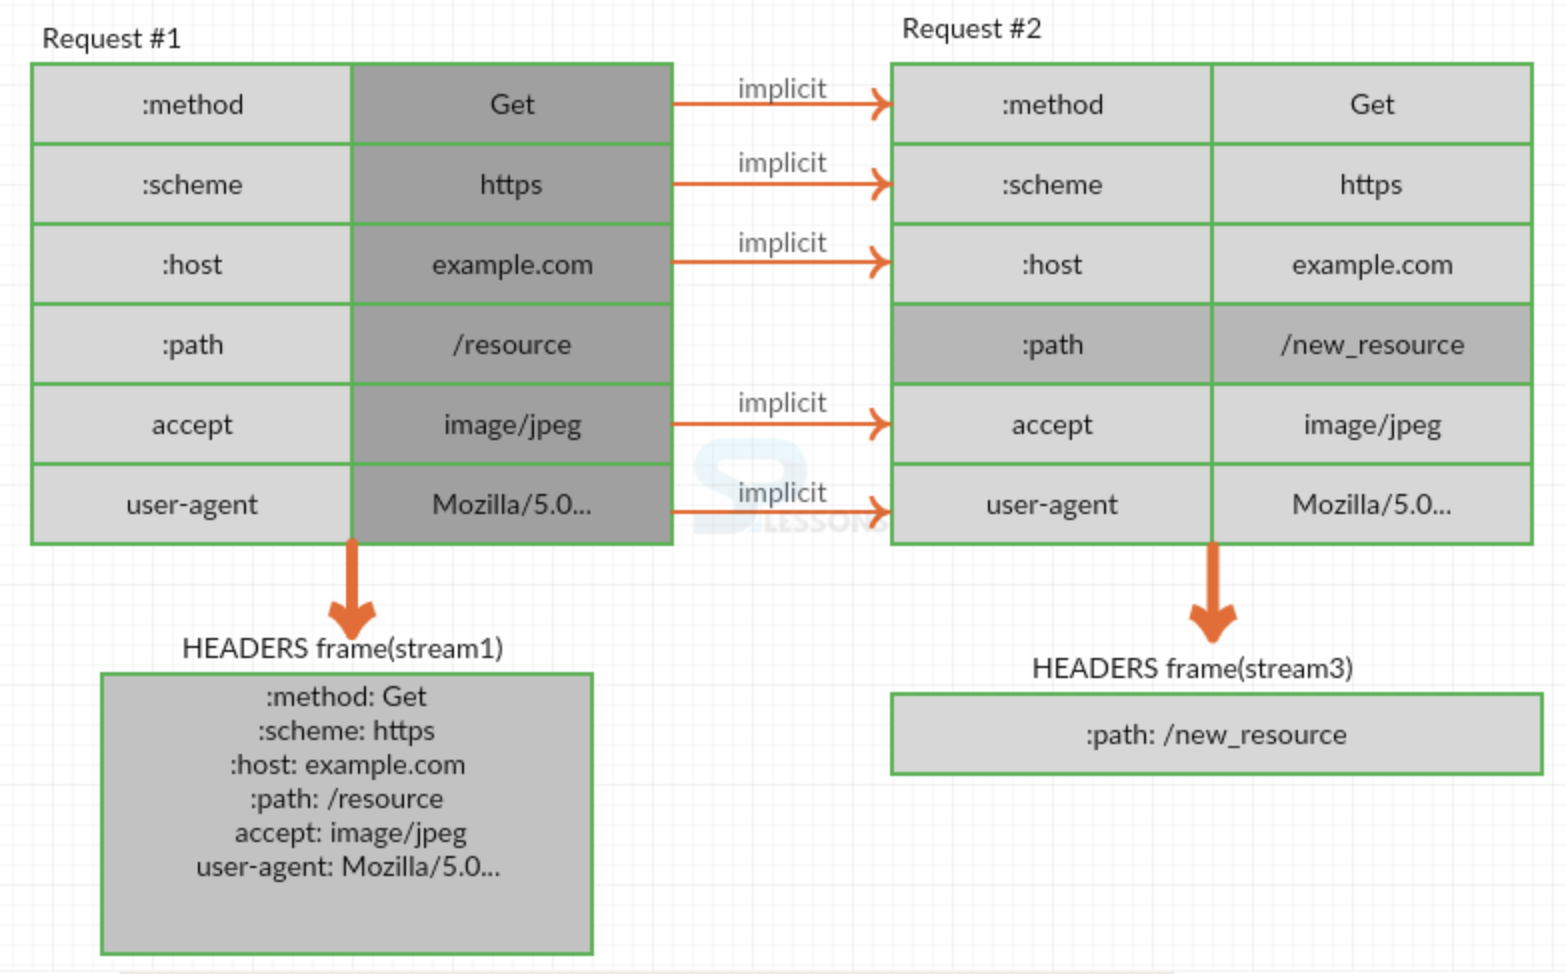 Request #1
Request #2
:method Get implicit :method Get
:scheme https implicit :scheme https
:host example.com implicit :host example.com
:path /resource :path /new_resource
accept image/jpeg implicit accept image/jpeg
user-agent Mozilla/5.0... implicit user-agent Mozilla/5.0...
LESSONS
HEADERS frame(stream1)
:method: Get
:scheme: https
:host: example.com
:path: /resource
accept: image/jpeg
user-agent: Mozilla/5.0...
HEADERS frame(stream3)
:path: /new_resource